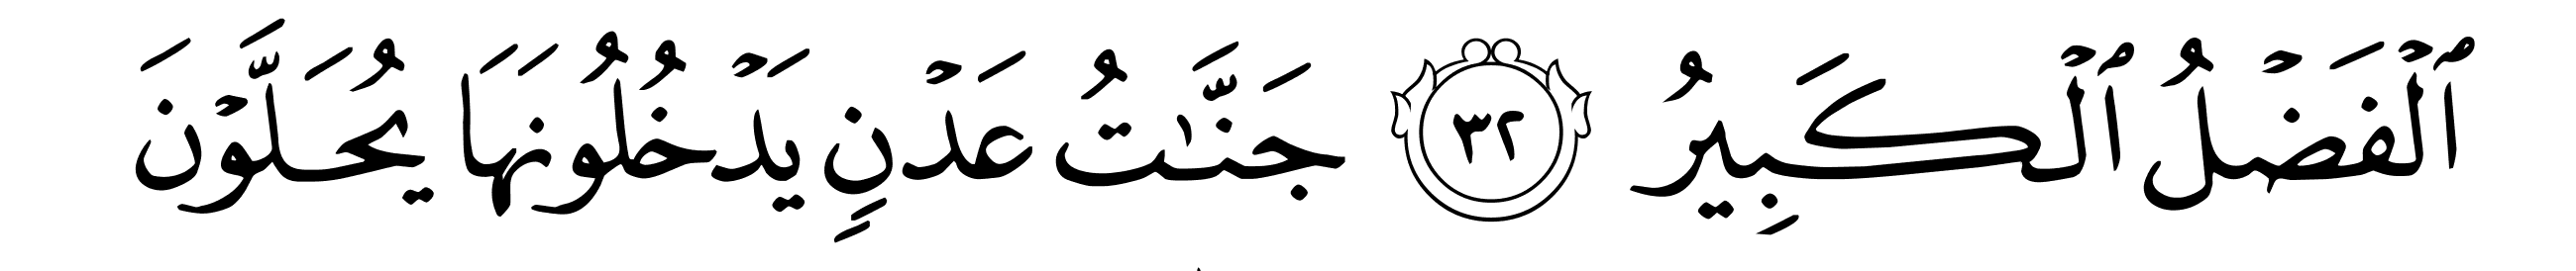 ٱلْفَضْلُ ٱلْكَبِيرُ ٣٢ جَنَّٰتُ عَدْنٍ يَدْخُلُونَهَا يُحَلَّوْنَ